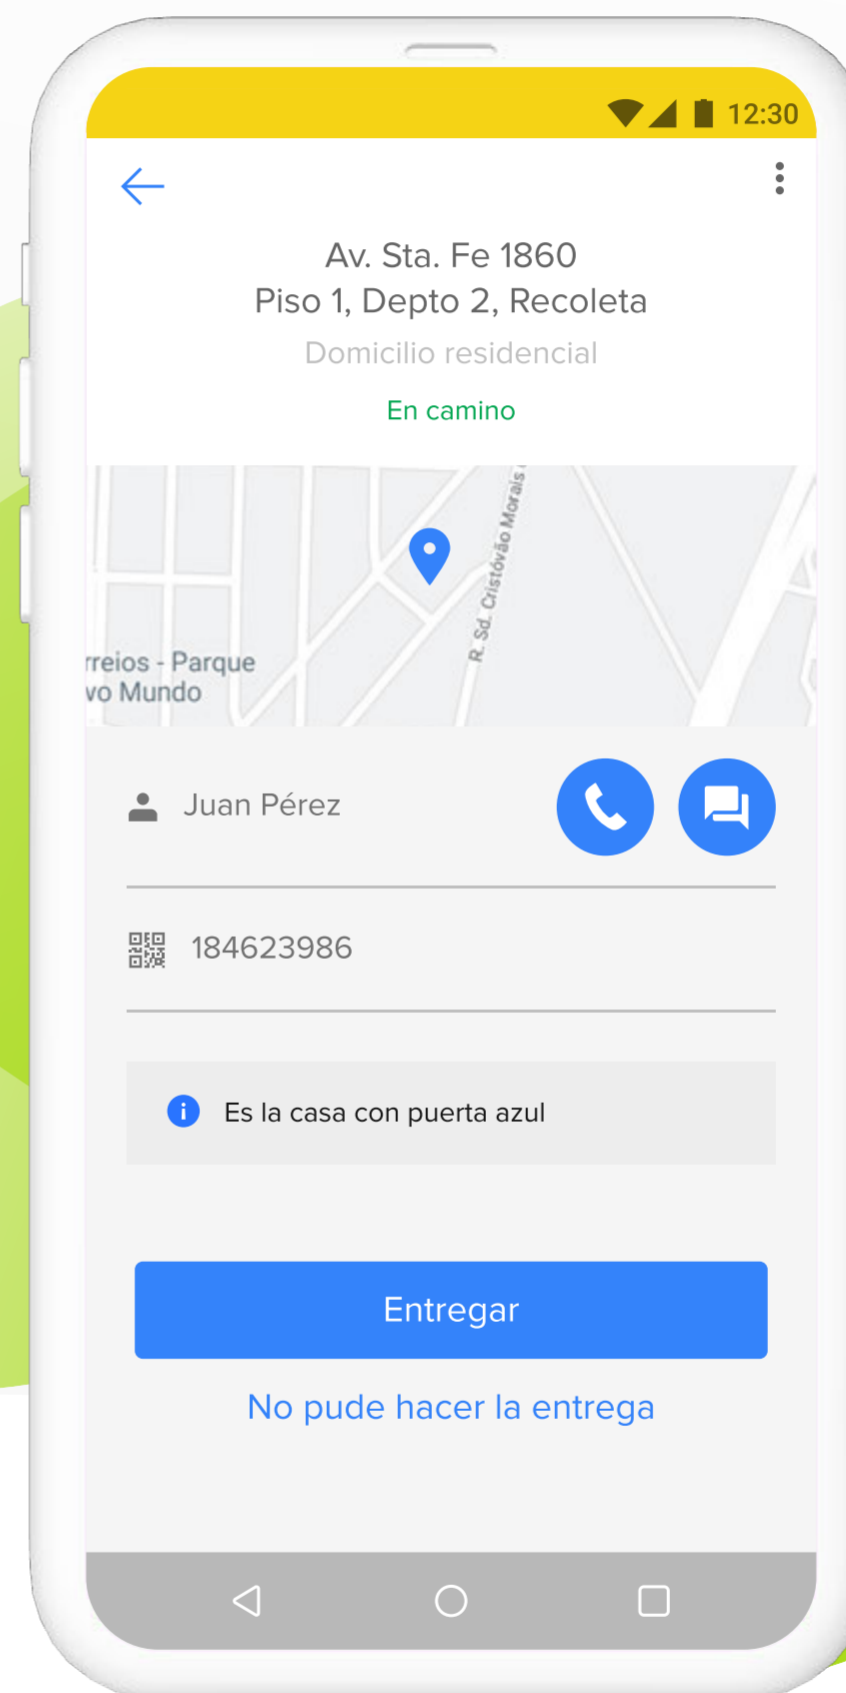 12:30
Av. Sta. Fe 1860
Piso 1, Depto 2, Recoleta
Domicilio residencial
En camino
R. Sd. Cristóvão Morais
rreios - Parque
vo Mundo
Juan Pérez
184623986
Es la casa con puerta azul
Entregar
No pude hacer la entrega